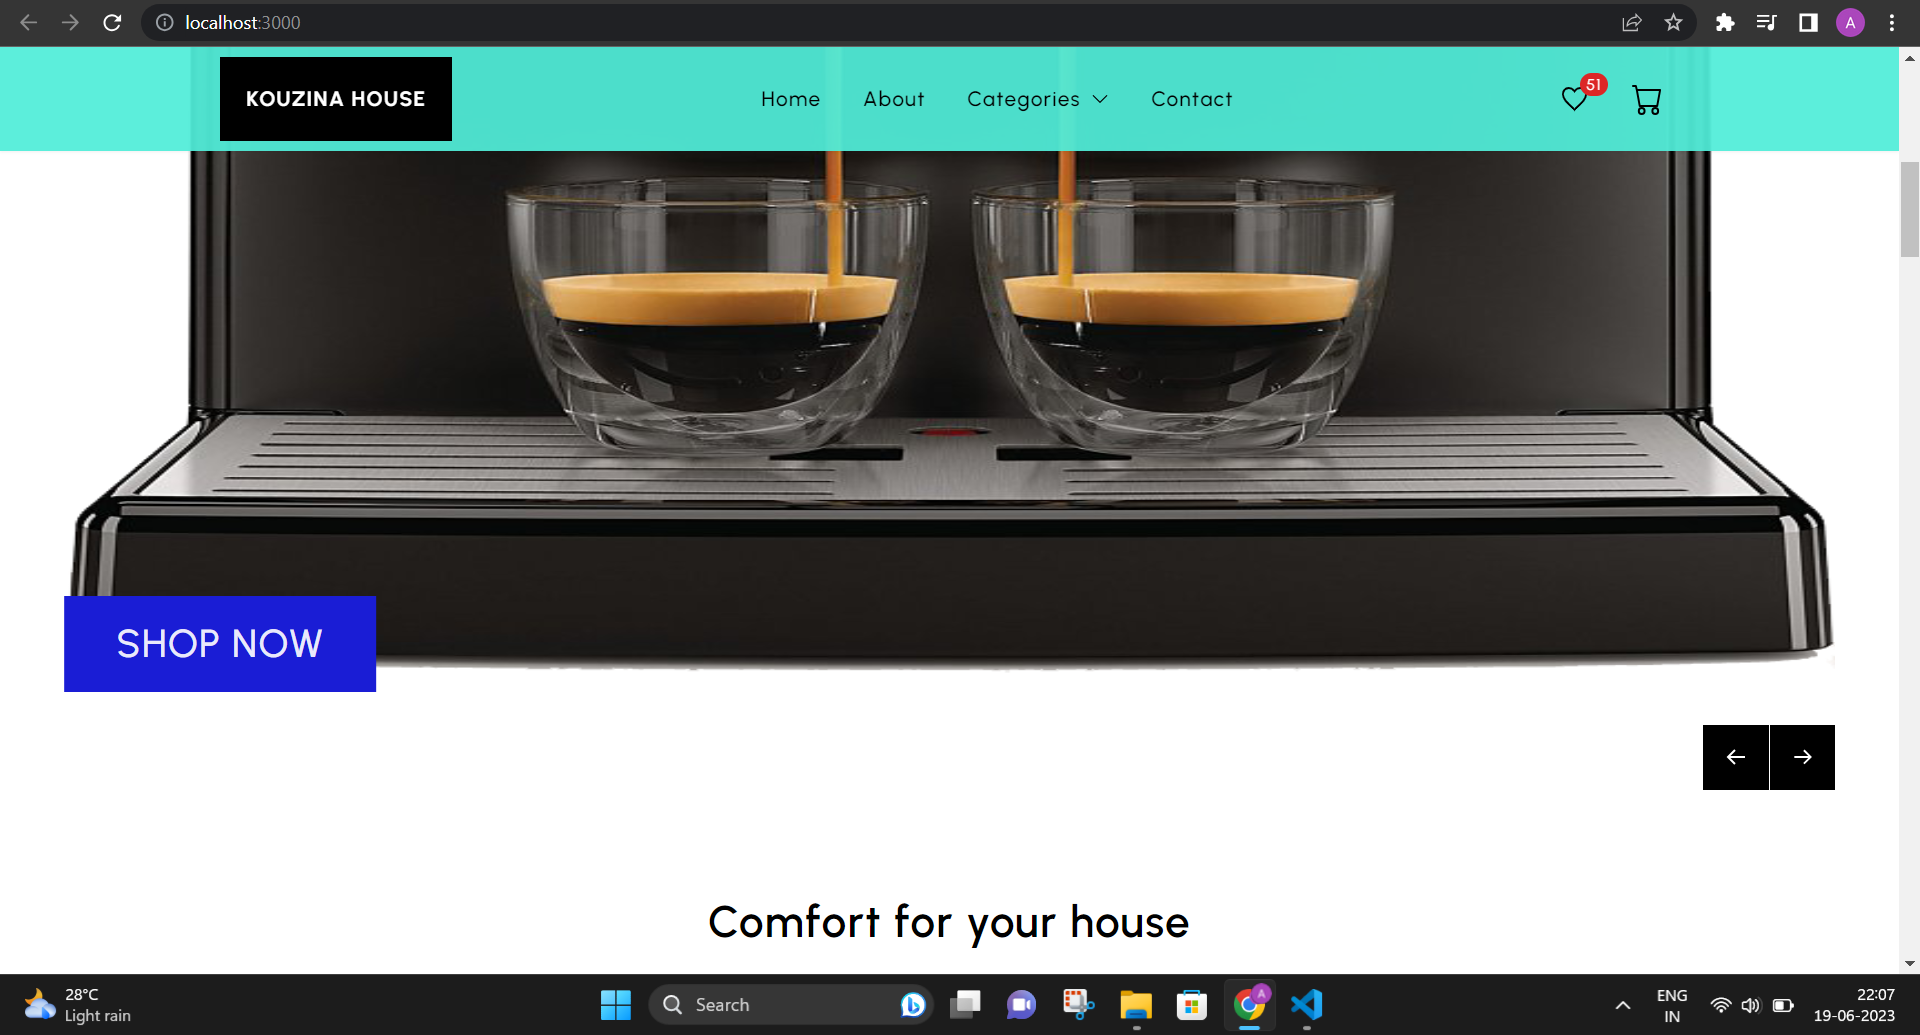 localhost:3000
A
KOUZINA HOUSE
Home
About
Categories
Contact
51
SHOP NOW
Comfort for your house
28°C
Light rain
Search
A
ENG
IN
22:07
19-06-2023